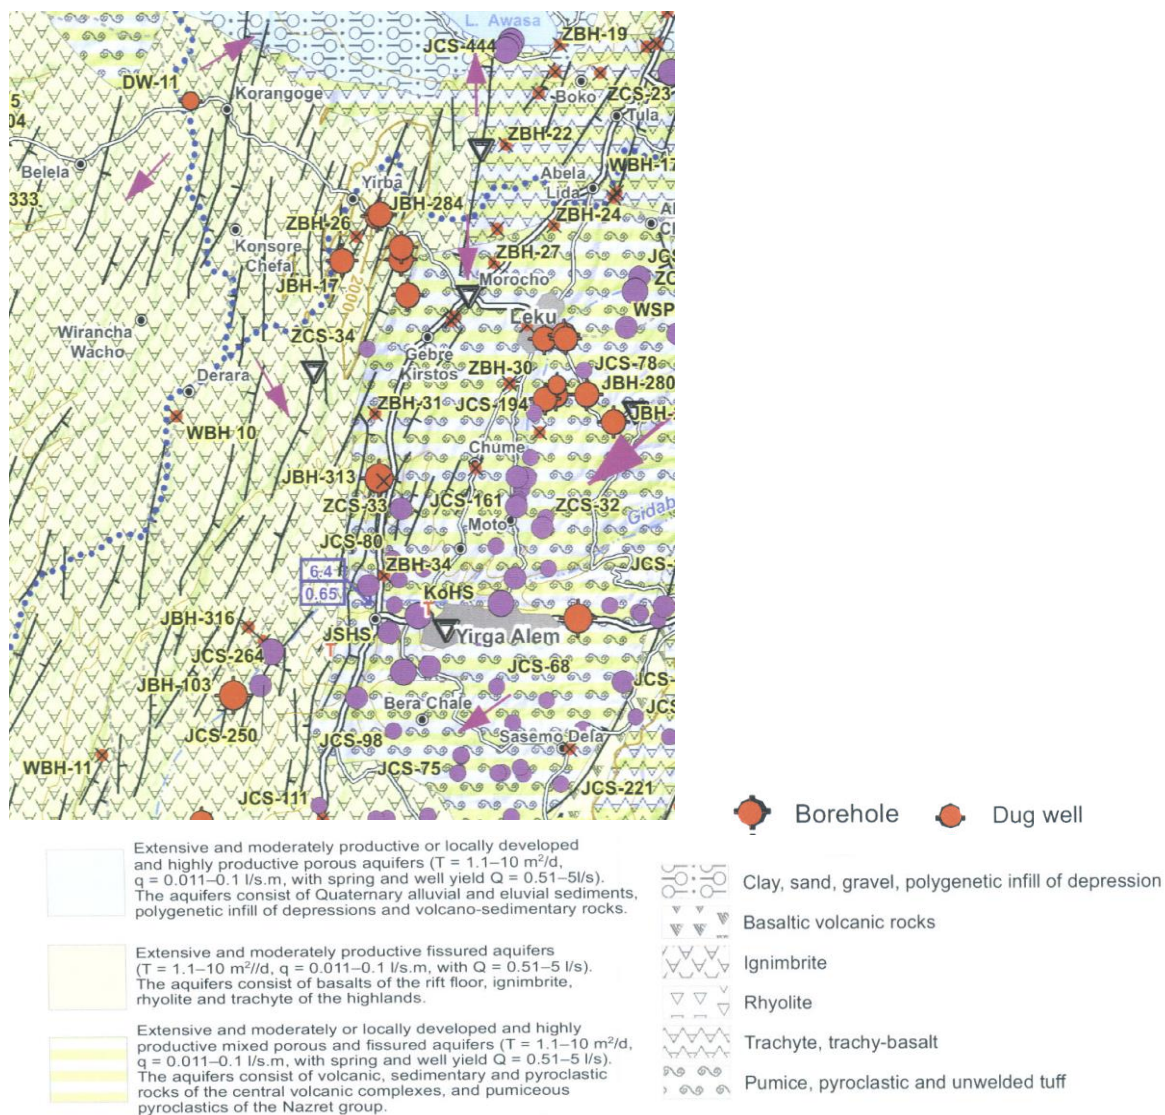 L. Awasa
JCS-444
ZBH-19
DW-11
Korangoge
Boko
ZCS-23
Tula
5
04
ZBH-22
Belela
Abela
Lida
WBH-17
333
Yirba
JBH-284
ZBH-26
ZBH-24
Konsore
Chefa
ZBH-27
JBH-17
2000
Morocho
WSP
Wirancha
Wacho
ZCS-34
Leku
Gebre
Kirstos
JCS-78
ZBH-30
JBH-280
Derara
JCS-194
ZBH-31
WBH 10
Chume
JBH-313
ZCS-33
JCS-161
ZCS-32
Moto
Gidab
JCS-80
ZBH-34
6.4
0.65
KoHS
T
JBH-316
JSHS
Yirga Alem
T
JCS-264
JCS-68
JBH-103
Bera Chale
JCS-250
JCS-98
Sasemo Dela
WBH-11
JCS-75
JCS-221
JCS-111
Borehole
Dug well
Extensive and moderately productive or locally developed
and highly productive porous aquifers (T = 1.1–10 m²/d,
q = 0.011–0.1 l/s.m, with spring and well yield Q = 0.51–5l/s).
The aquifers consist of Quaternary alluvial and eluvial sediments,
polygenetic infill of depressions and volcano-sedimentary rocks.
Extensive and moderately productive fissured aquifers
(T = 1.1–10 m²//d, q = 0.011–0.1 l/s.m, with Q = 0.51–5 l/s).
The aquifers consist of basalts of the rift floor, ignimbrite,
rhyolite and trachyte of the highlands.
Extensive and moderately or locally developed and highly
productive mixed porous and fissured aquifers (T = 1.1–10 m²/d,
q = 0.011–0.1 l/s.m, with spring and well yield Q = 0.51–5 l/s).
The aquifers consist of volcanic, sedimentary and pyroclastic
rocks of the central volcanic complexes, and pumiceous
pyroclastics of the Nazret group.
Clay, sand, gravel, polygenetic infill of depression
Basaltic volcanic rocks
Ignimbrite
Rhyolite
Trachyte, trachy-basalt
Pumice, pyroclastic and unwelded tuff